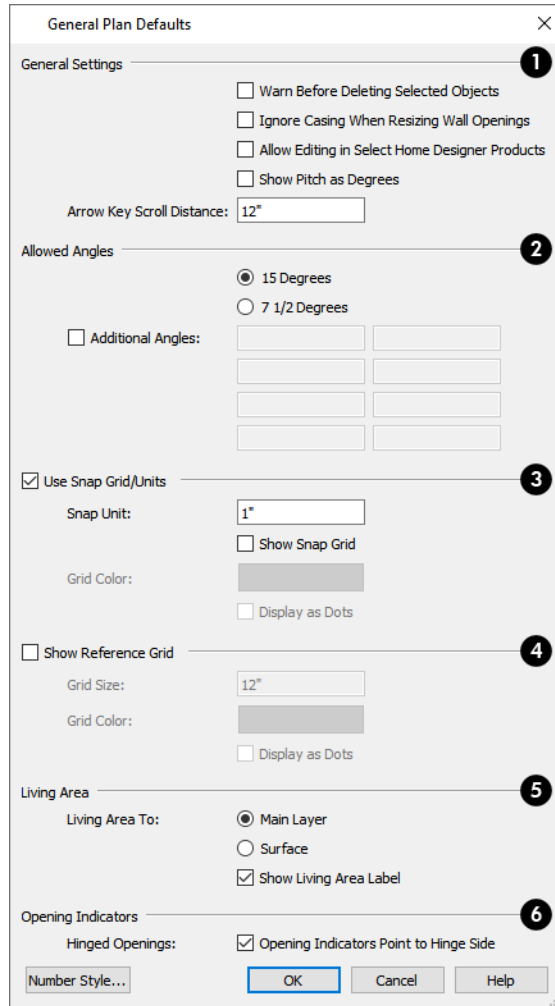 General Plan Defaults
General Settings 1
Warn Before Deleting Selected Objects
Ignore Casing When Resizing Wall Openings
Allow Editing in Select Home Designer Products
Show Pitch as Degrees
Arrow Key Scroll Distance: 12"
Allowed Angles 2
15 Degrees
7 1/2 Degrees
Additional Angles:
Use Snap Grid/Units 3
Snap Unit: 1"
Show Snap Grid
Grid Color:
Display as Dots
Show Reference Grid 4
Grid Size: 12"
Grid Color:
Display as Dots
Living Area 5
Living Area To: Main Layer
Surface
Show Living Area Label
Opening Indicators 6
Hinged Openings: Opening Indicators Point to Hinge Side
Number Style... OK Cancel Help